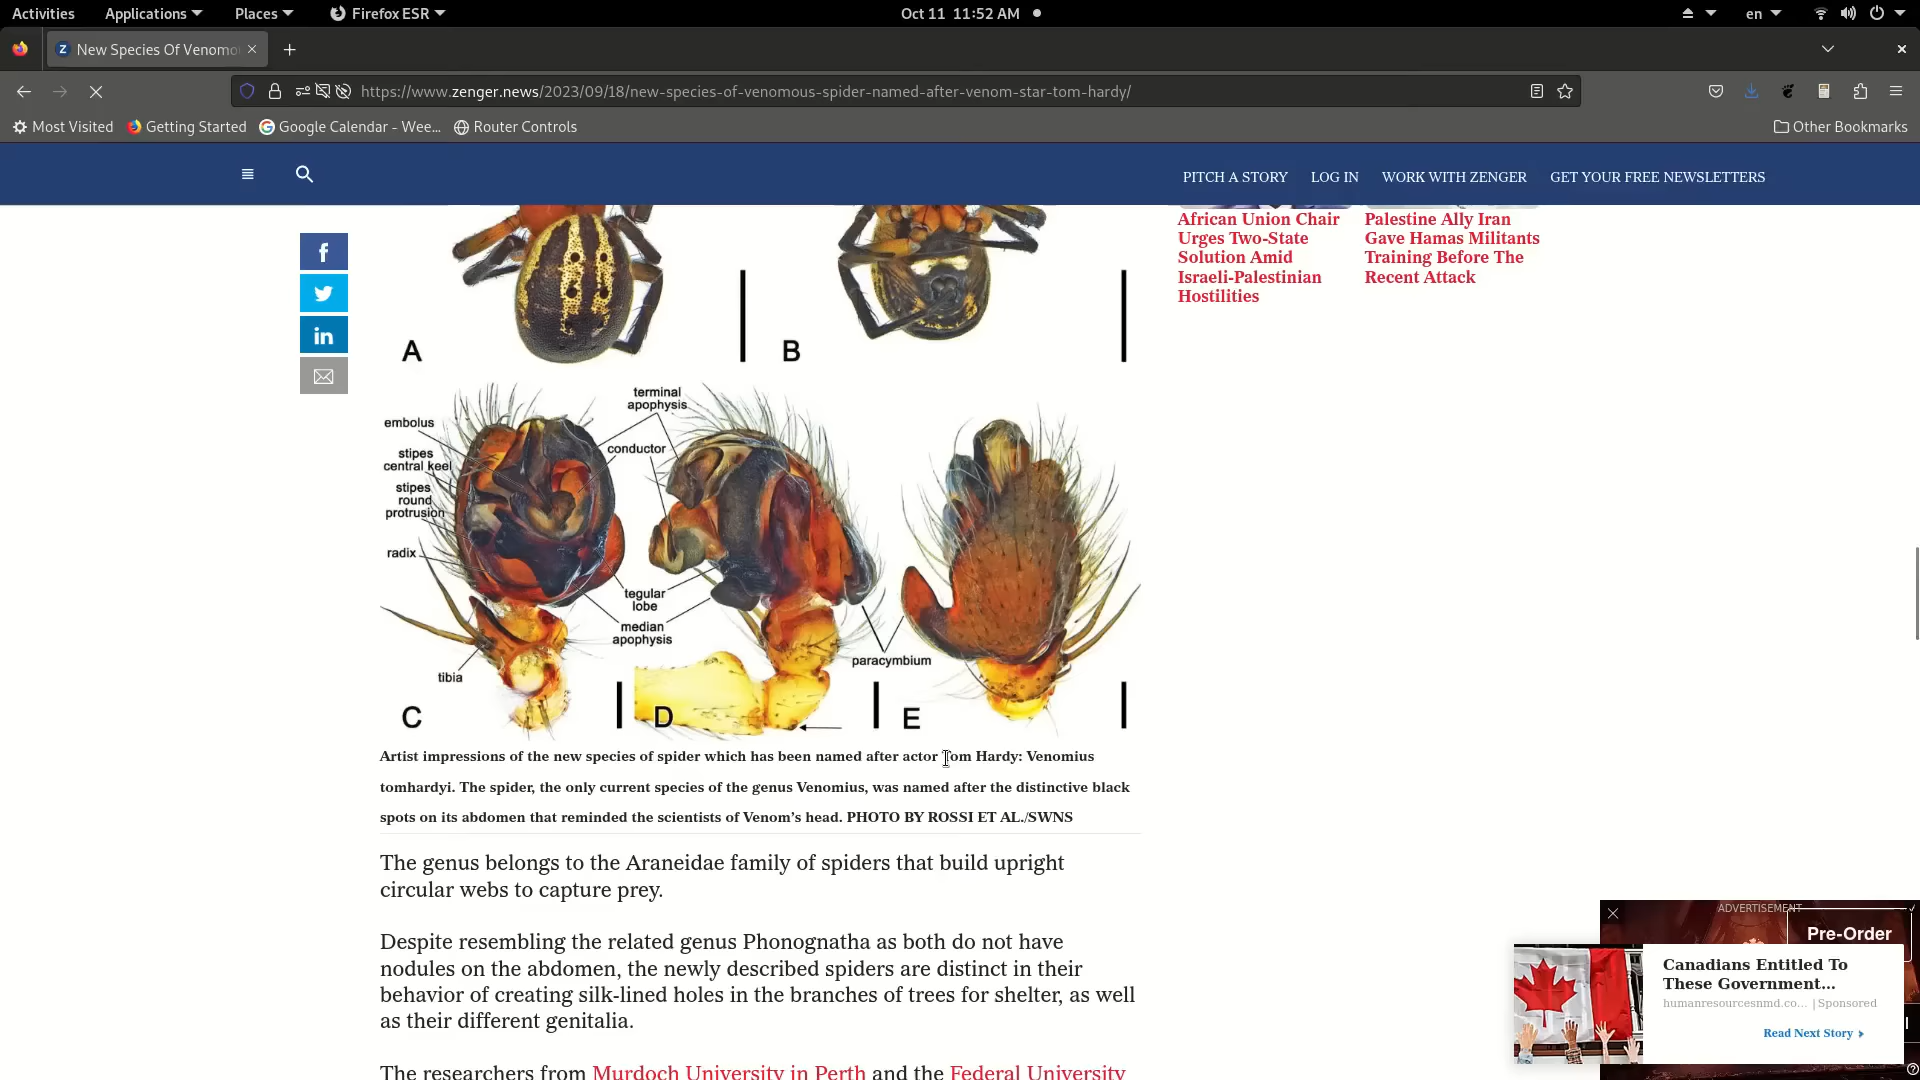 Activities Applications Places Firefox ESR Oct 11 11:52 AM en
New Species Of Venomo
https://www.zenger.news/2023/09/18/new-species-of-venomous-spider-named-after-venom-star-tom-hardy/
Most Visited Getting Started Google Calendar - Wee... Router Controls Other Bookmarks
PITCH A STORY LOG IN WORK WITH ZENGER GET YOUR FREE NEWSLETTERS
African Union Chair
Urges Two-State
Solution Amid
Israeli-Palestinian
Hostilities
Palestine Ally Iran
Gave Hamas Militants
Training Before The
Recent Attack
A
B
terminal
apophysis
embolus
conductor
stipes
central keel
stipes
round
protrusion
radix
tegular
lobe
median
apophysis
paracymbium
tibia
C
D
E
Artist impressions of the new species of spider which has been named after actor Tom Hardy: Venomius
tomhardyi. The spider, the only current species of the genus Venomius, was named after the distinctive black
spots on its abdomen that reminded the scientists of Venom's head. PHOTO BY ROSSI ET AL./SWNS
The genus belongs to the Araneidae family of spiders that build upright
circular webs to capture prey.
Despite resembling the related genus Phonognatha as both do not have
nodules on the abdomen, the newly described spiders are distinct in their
behavior of creating silk-lined holes in the branches of trees for shelter, as well
as their different genitalia.
The researchers from Murdoch University in Perth and the Federal University
ADVERTISEMENT
Pre-Order
Canadians Entitled To
These Government...
humanresourcesnmd.co... | Sponsored
Read Next Story